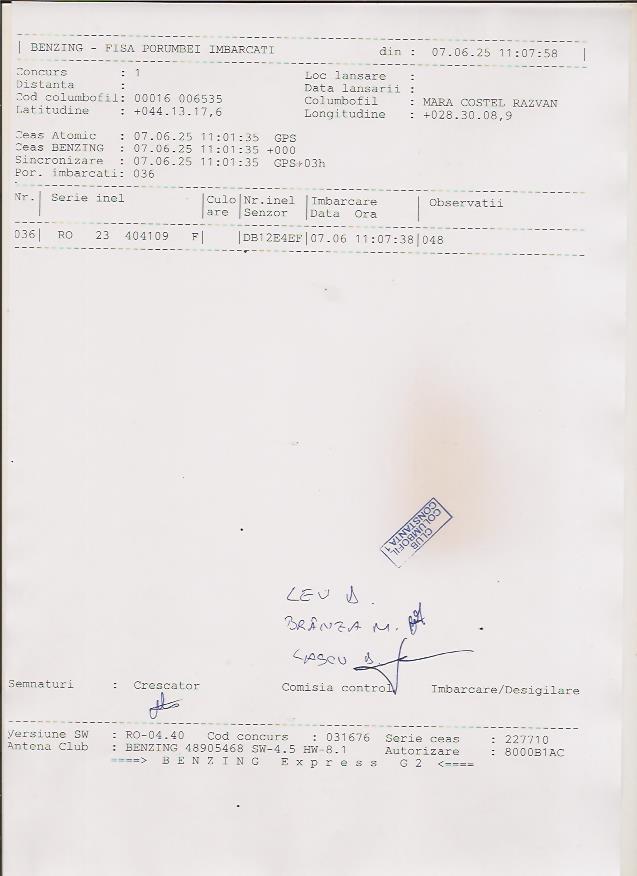 | BENZING - FISA PORUMBEI IMBARCATI din : 07.06.25 11:07:58 |
Concurs : 1 Loc lansare :
Distanta : Data lansarii :
Cod columbofil: 00016 006535 Columbofil : MARA COSTEL RAZVAN
Latitudine : +044.13.17,6 Longitudine : +028.30.08,9
Ceas Atomic : 07.06.25 11:01:35 GPS
Ceas BENZING : 07.06.25 11:01:35 +000
Sincronizare : 07.06.25 11:01:35 GPS+03h
Por. imbarcati: 036
Nr.| Serie inel |Culo|Nr.inel |Imbarcare | Observatii
|are |Senzor |Data Ora |
036| RO 23 404109 F| |DB12E4EF|07.06 11:07:38|048
CLUB
COLUMBOFIL
CONSTANTA 1
LEU D.
BRÂNZA M.
LASCU D.
Semnaturi : Crescator Comisia control Imbarcare/Desigilare
Versiune SW : RO-04.40 Cod concurs : 031676 Serie ceas : 227710
Antena Club : BENZING 48905468 SW-4.5 HW-8.1 Autorizare : 8000B1AC
====> B E N Z I N G E x p r e s s G 2 <====